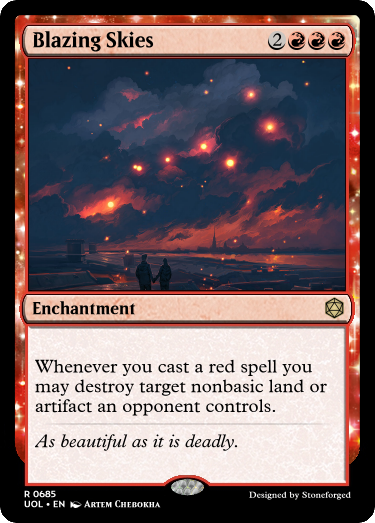 Blazing Skies 2
Enchantment
Whenever you cast a red spell you
may destroy target nonbasic land or
artifact an opponent controls.
As beautiful as it is deadly.
R 0685
UOL • EN Artem Chebokha
Designed by Stoneforged